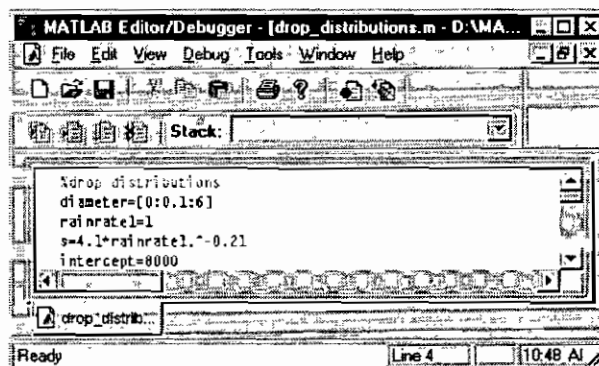 MATLAB Editor/Debugger - [drop_distributions.m - D:\MA...
File Edit View Debug Tools Window Help
Stack:
%drop distributions
diameter=[0:0.1:6]
rainrate1=1
s=4.1*rainrate1.^-0.21
intercept=8000
drop_distrib...
Ready Line 4 10:48 AM